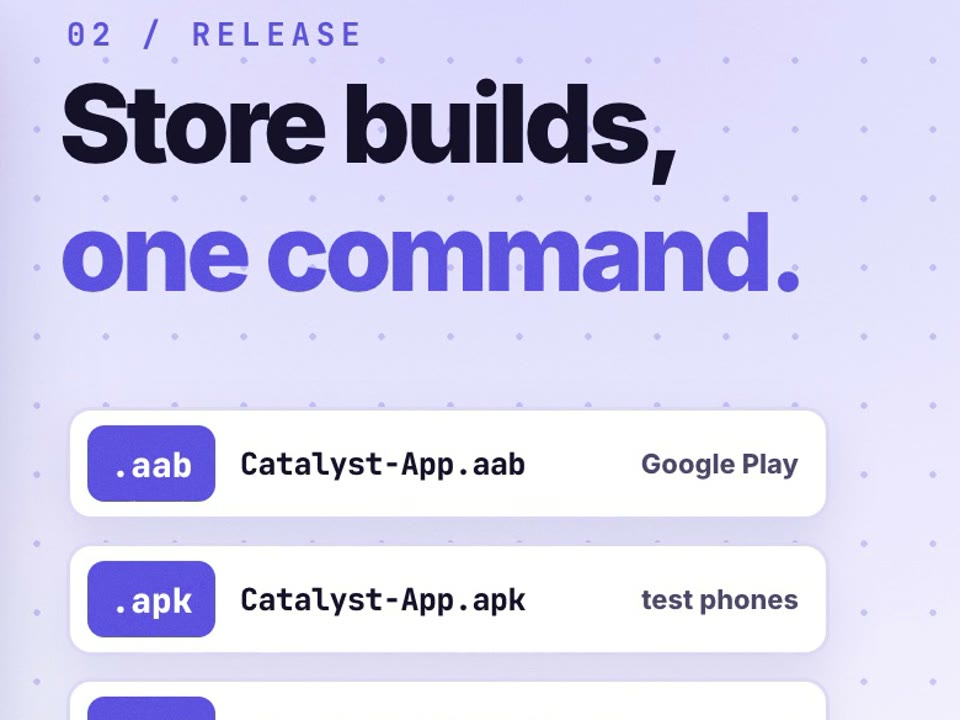 02 / RELEASE
Store builds,
one command.
.aab Catalyst-App.aab Google Play
.apk Catalyst-App.apk test phones